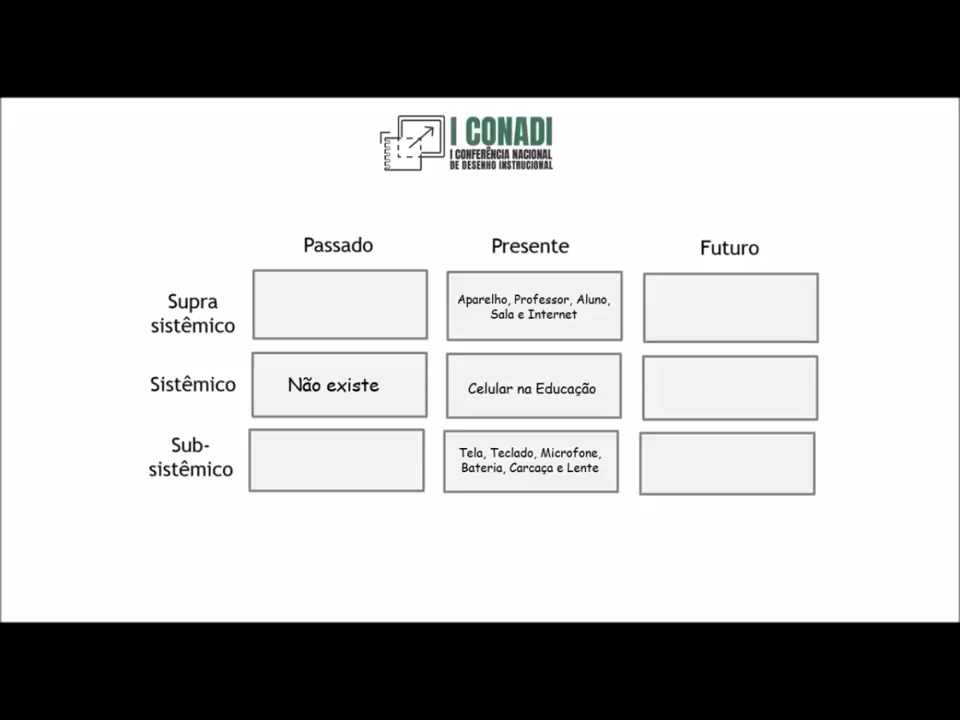 I CONADI
I CONFERÊNCIA NACIONAL
DE DESENHO INSTRUCIONAL
Passado
Presente
Futuro
Supra
sistêmico
Aparelho, Professor, Aluno,
Sala e Internet
Sistêmico
Não existe
Celular na Educação
Sub-
sistêmico
Tela, Teclado, Microfone,
Bateria, Carcaça e Lente